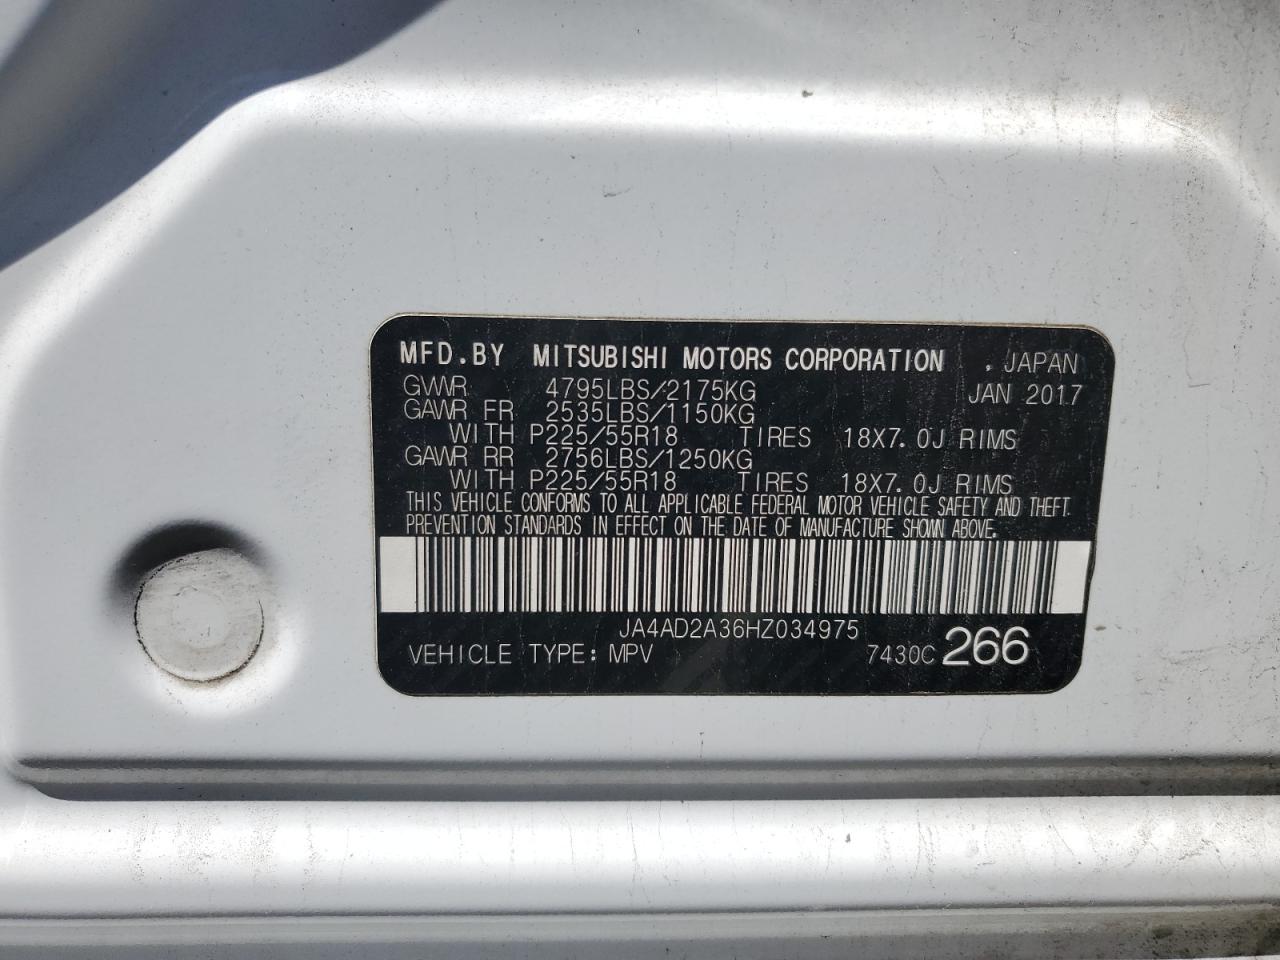 MFD.BY MITSUBISHI MOTORS CORPORATION . JAPAN
GVWR 4795LBS/2175KG JAN 2017
GAWR FR 2535LBS/1150KG
WITH P225/55R18 TIRES 18X7.0J RIMS
GAWR RR 2756LBS/1250KG
WITH P225/55R18 TIRES 18X7.0J RIMS
THIS VEHICLE CONFORMS TO ALL APPLICABLE FEDERAL MOTOR VEHICLE SAFETY AND THEFT
PREVENTION STANDARDS IN EFFECT ON THE DATE OF MANUFACTURE SHOWN ABOVE.
JA4AD2A36HZ034975
VEHICLE TYPE: MPV 7430C 266